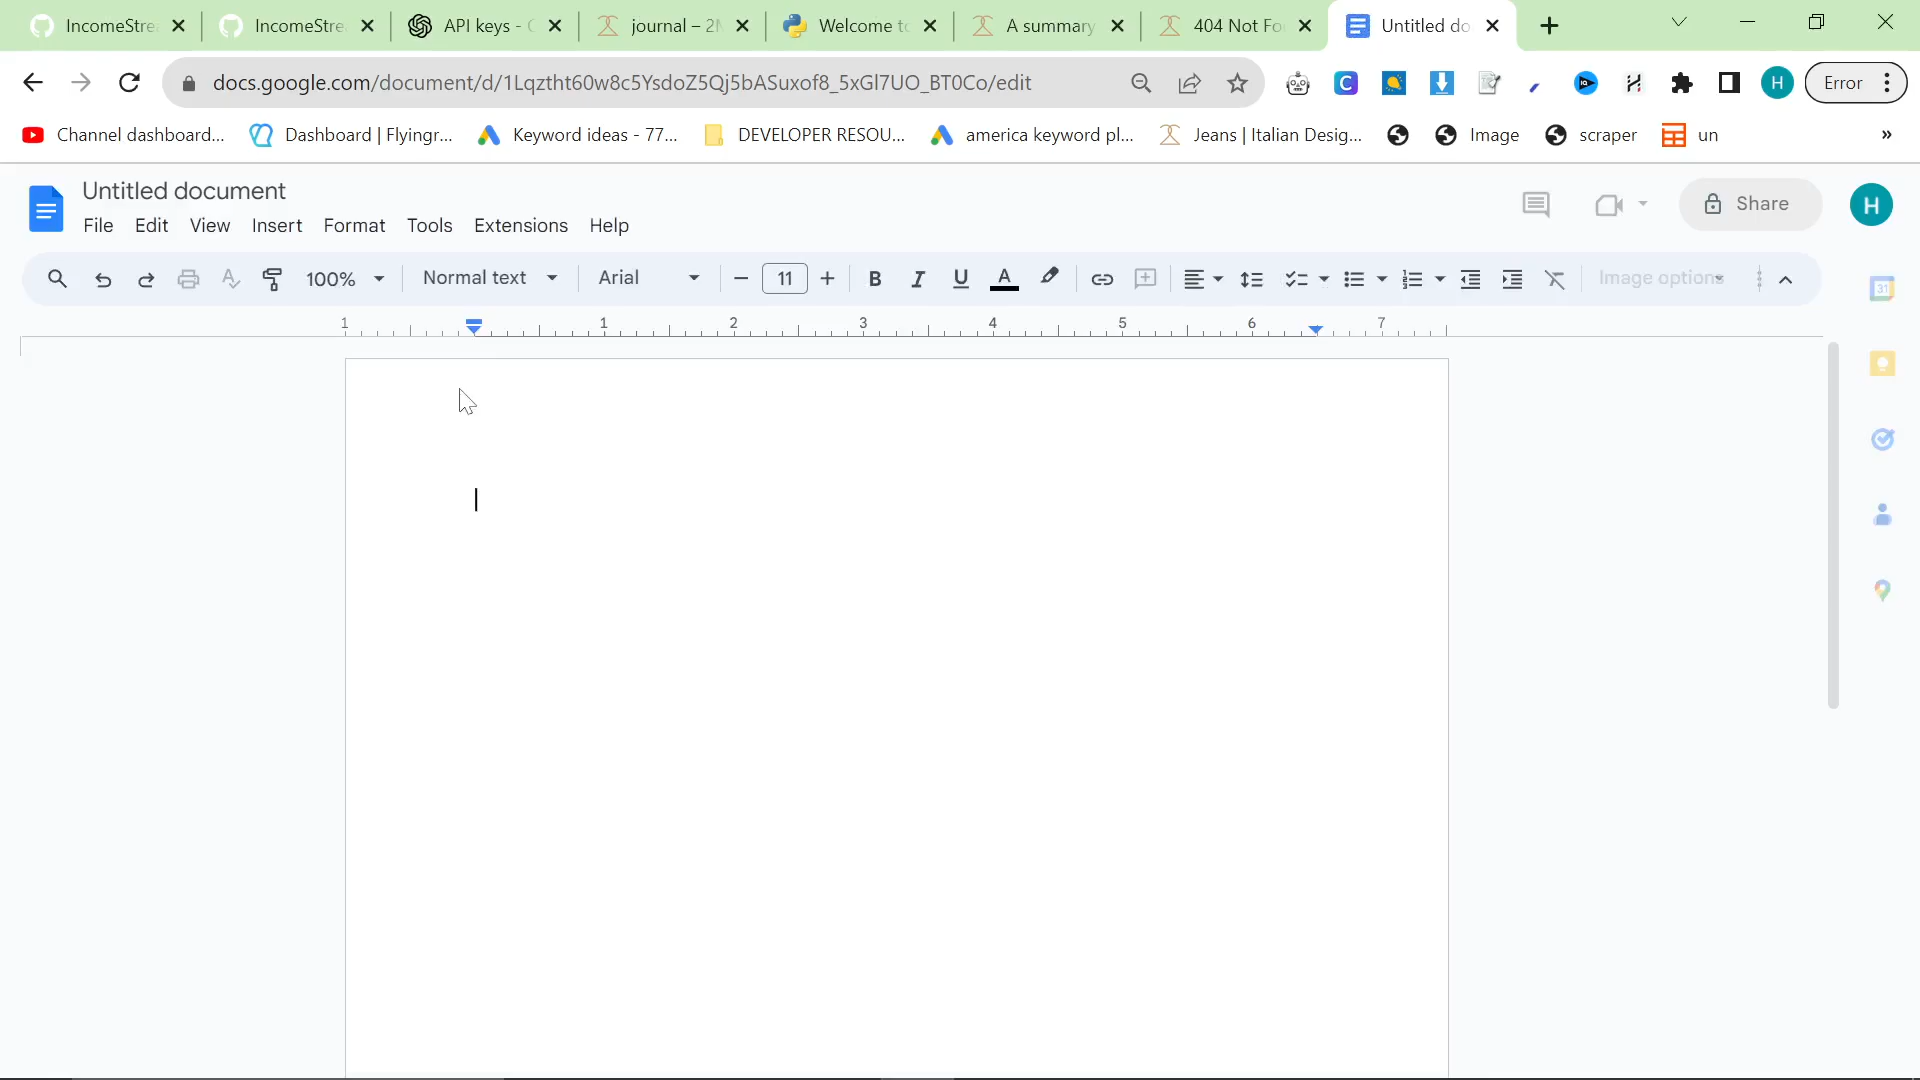 IncomeStre
IncomeStre
API keys -
journal – 2
Welcome to
A summary
404 Not Fo
Untitled do
docs.google.com/document/d/1Lqztht60w8c5YsdoZ5Qj5bASuxof8_5xGl7UO_BT0Co/edit
C
H
Error
Channel dashboard...
Dashboard | Flyingr...
Keyword ideas - 77...
DEVELOPER RESOU...
america keyword pl...
Jeans | Italian Desig...
Image
scraper
un
»
Untitled document
File Edit View Insert Format Tools Extensions Help
Share
H
100%
Normal text
Arial
11
B I U A
Image options
31
1 1 2 3 4 5 6 7